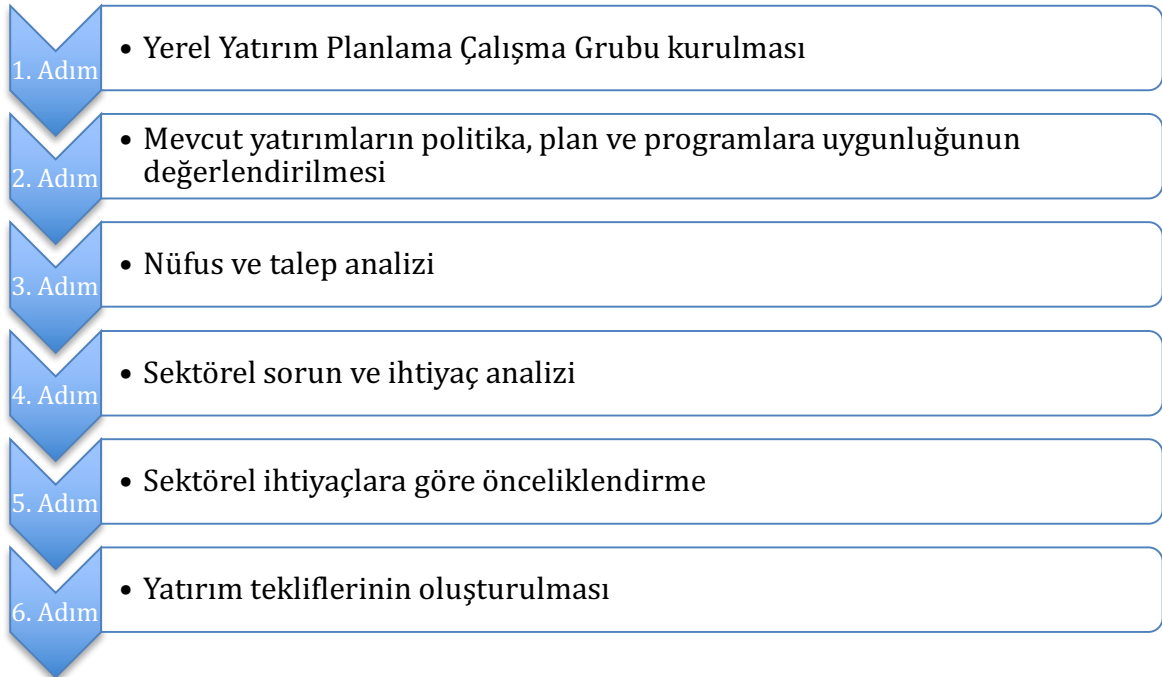 1. Adım
• Yerel Yatırım Planlama Çalışma Grubu kurulması
2. Adım
• Mevcut yatırımların politika, plan ve programlara uygunluğunun
değerlendirilmesi
3. Adım
• Nüfus ve talep analizi
4. Adım
• Sektörel sorun ve ihtiyaç analizi
5. Adım
• Sektörel ihtiyaçlara göre önceliklendirme
6. Adım
• Yatırım tekliflerinin oluşturulması